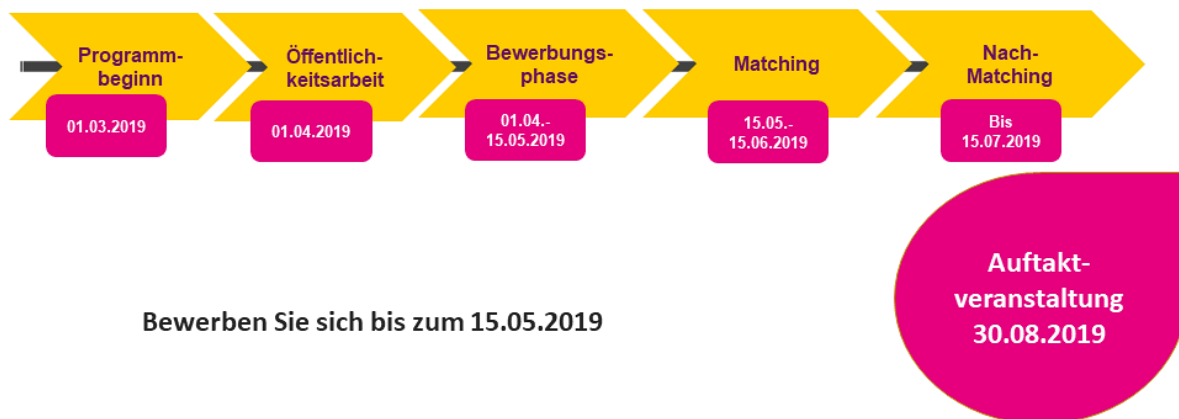 Programm-
beginn
01.03.2019
Öffentlich-
keitsarbeit
01.04.2019
Bewerbungs-
phase
01.04.-
15.05.2019
Matching
15.05.-
15.06.2019
Nach-
Matching
Bis
15.07.2019
Auftakt-
veranstaltung
30.08.2019
Bewerben Sie sich bis zum 15.05.2019